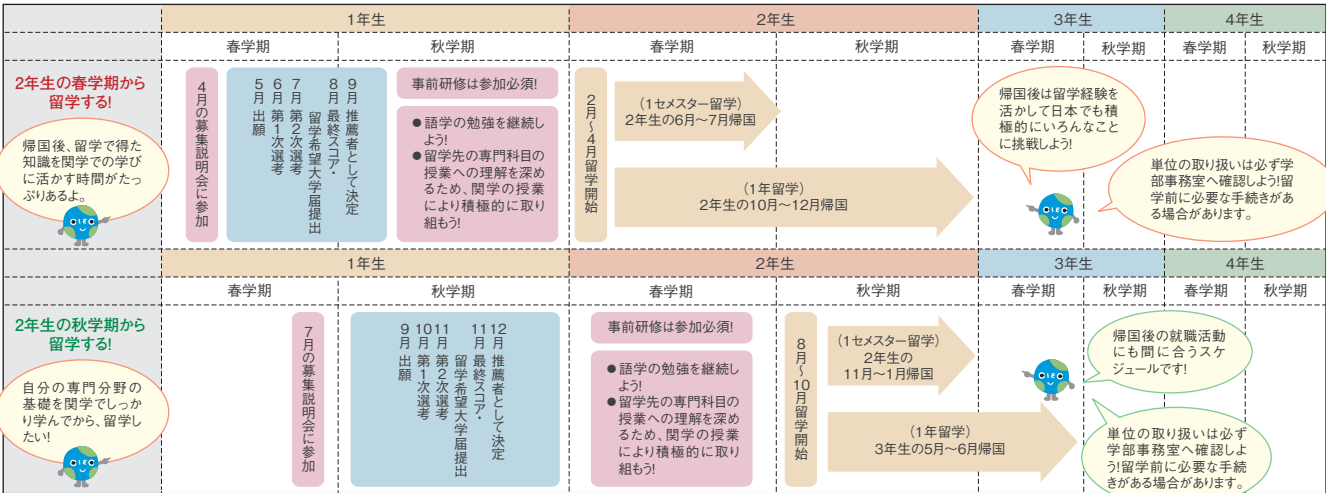 1年生
2年生
3年生
4年生
春学期
秋学期
春学期
秋学期
春学期
秋学期
春学期
秋学期
2年生の春学期から
留学する!
帰国後、留学で得た
知識を関学での学び
に活かす時間がたっ
ぷりあるよ。
4月の募集説明会に参加
5月 出願
6月 第1次選考
7月 第2次選考
留学希望大学届提出
8月 最終スコア・
9月 推薦者として決定
事前研修は参加必須!
●語学の勉強を継続し
よう!
●留学先の専門科目の
授業への理解を深め
るため、関学の授業
により積極的に取り
組もう!
2月〜4月留学開始
(1セメスター留学)
2年生の6月〜7月帰国
(1年留学)
2年生の10月〜12月帰国
帰国後は留学経験を
活かして日本でも積
極的にいろんなこと
に挑戦しよう!
単位の取り扱いは必ず学
部事務室へ確認しよう!留
学前に必要な手続きがあ
る場合があります。
CIEC
CIEC
1年生
2年生
3年生
4年生
春学期
秋学期
春学期
秋学期
春学期
秋学期
春学期
秋学期
2年生の秋学期から
留学する!
自分の専門分野の
基礎を関学でしっか
り学んでから、留学し
たい!
7月の募集説明会に参加
9月 出願
10月 第1次選考
11月 第2次選考
留学希望大学届提出
11月 最終スコア・
12月 推薦者として決定
事前研修は参加必須!
●語学の勉強を継続し
よう!
●留学先の専門科目の
授業への理解を深め
るため、関学の授業
により積極的に取り
組もう!
8月〜10月留学開始
(1セメスター留学)
2年生の
11月〜1月帰国
(1年留学)
3年生の5月〜6月帰国
帰国後の就職活動
にも間に合うスケ
ジュールです!
単位の取り扱いは必ず
学部事務室へ確認しよ
う!留学前に必要な手続
きがある場合があります。
CIEC
CIEC